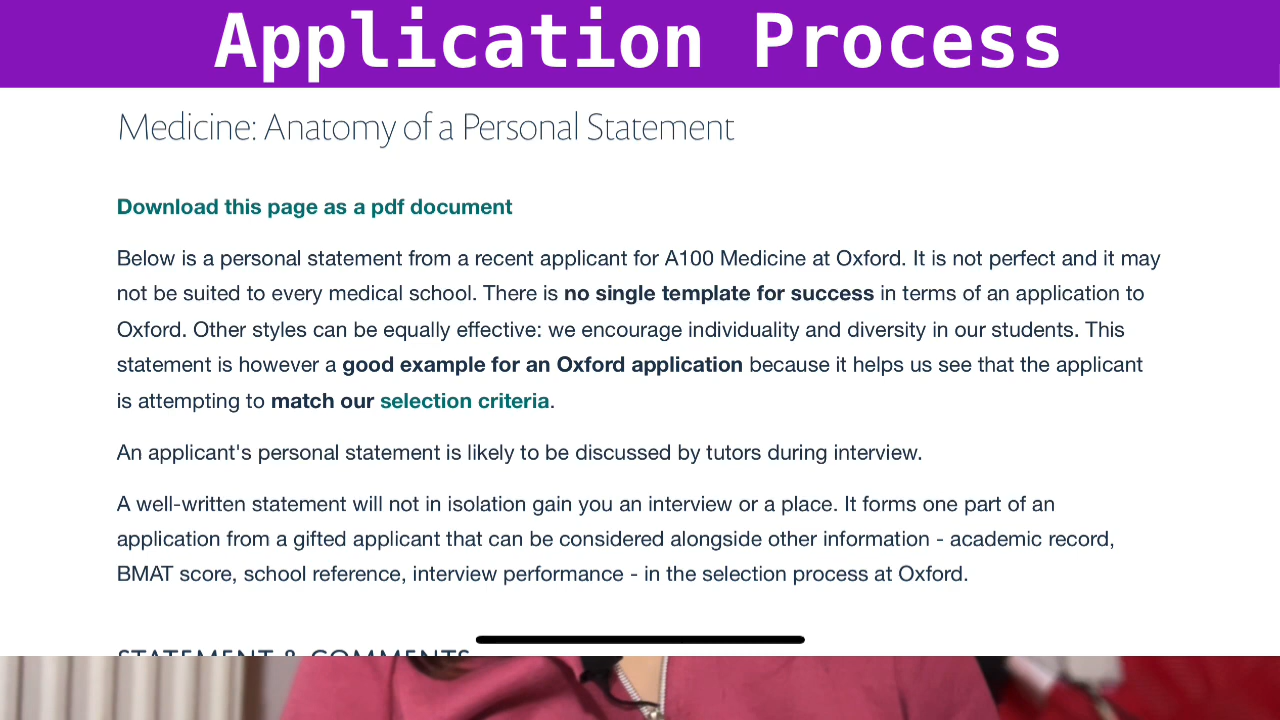 Application Process
Medicine: Anatomy of a Personal Statement
Download this page as a pdf document
Below is a personal statement from a recent applicant for A100 Medicine at Oxford. It is not perfect and it may
not be suited to every medical school. There is no single template for success in terms of an application to
Oxford. Other styles can be equally effective: we encourage individuality and diversity in our students. This
statement is however a good example for an Oxford application because it helps us see that the applicant
is attempting to match our selection criteria.
An applicant's personal statement is likely to be discussed by tutors during interview.
A well-written statement will not in isolation gain you an interview or a place. It forms one part of an
application from a gifted applicant that can be considered alongside other information - academic record,
BMAT score, school reference, interview performance - in the selection process at Oxford.
STATEMENT & COMMENTS